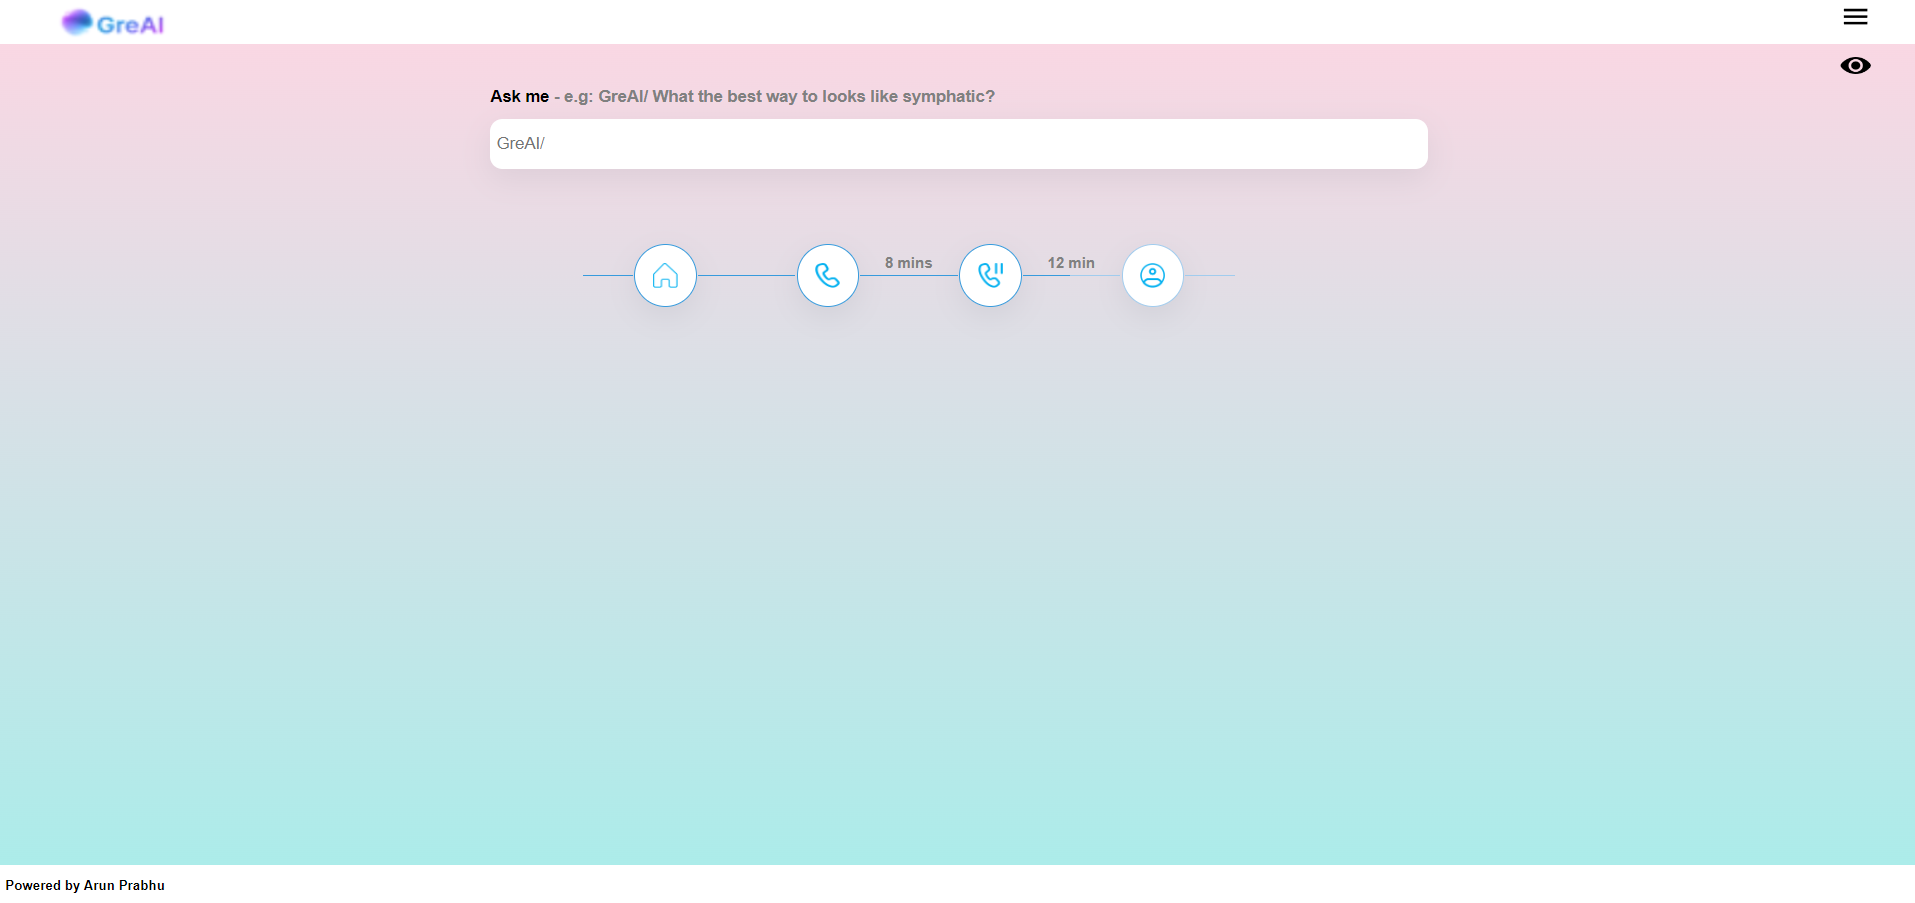 GreAI
Ask me - e.g: GreAI/ What the best way to looks like symphatic?
GreAI/
8 mins
12 min
Powered by Arun Prabhu